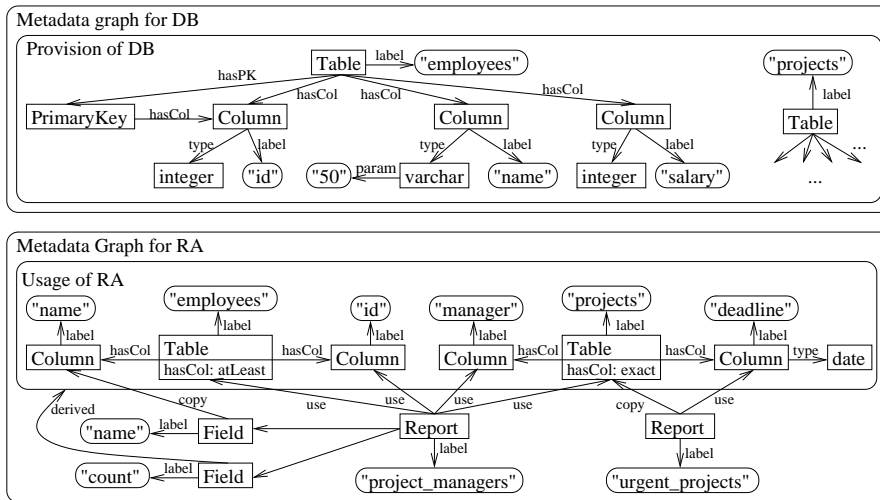 Metadata graph for DB
Provision of DB
Table
label
"employees"
"projects"
hasPK
hasCol
hasCol
hasCol
label
PrimaryKey
hasCol
Column
Column
Column
Table
type
label
type
label
type
label
...
integer
"id"
"50"
param
varchar
"name"
integer
"salary"
...
Metadata Graph for RA
Usage of RA
"name"
"employees"
"id"
"manager"
"projects"
"deadline"
label
label
label
label
label
label
Column
hasCol
Table
hasCol: atLeast
hasCol
Column
Column
hasCol
Table
hasCol: exact
hasCol
Column
type
date
derived
copy
use
use
use
use
copy
use
"name"
label
Field
Report
Report
"count"
label
Field
label
label
"project_managers"
"urgent_projects"